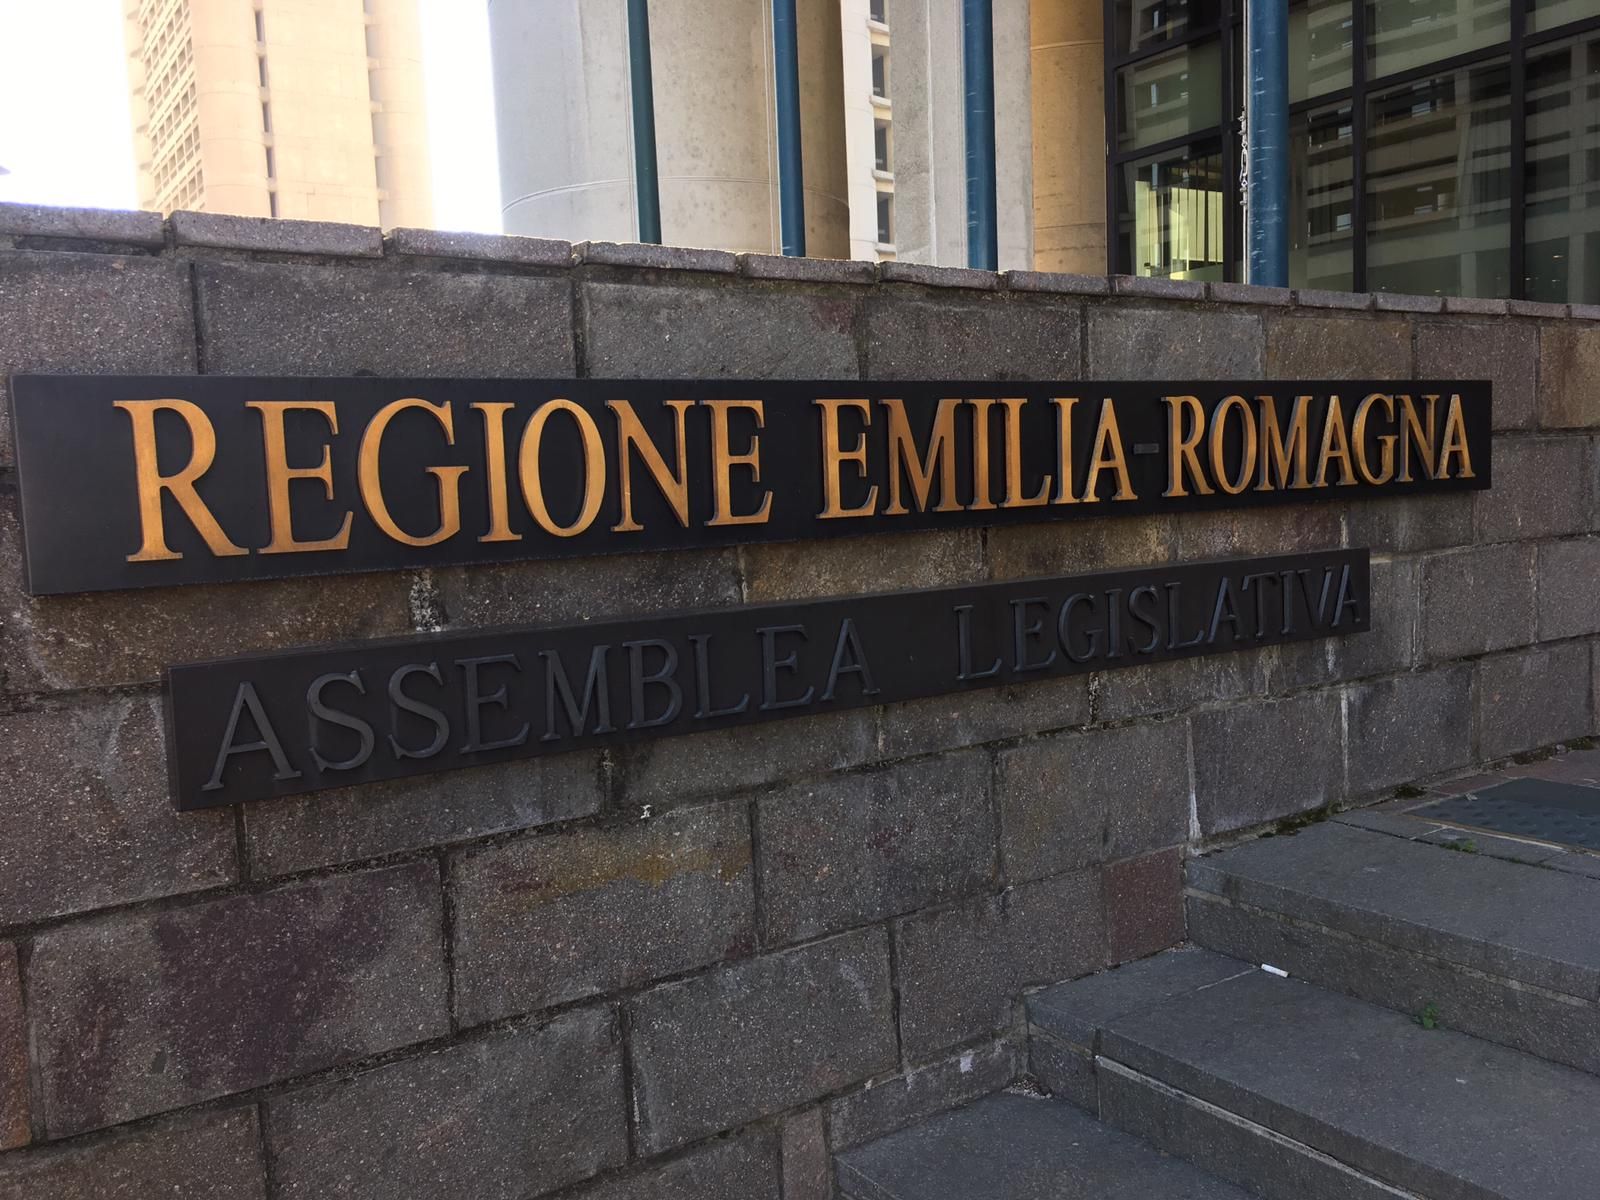 REGIONE EMILIA-ROMAGNA
ASSEMBLEA LEGISLATIVA